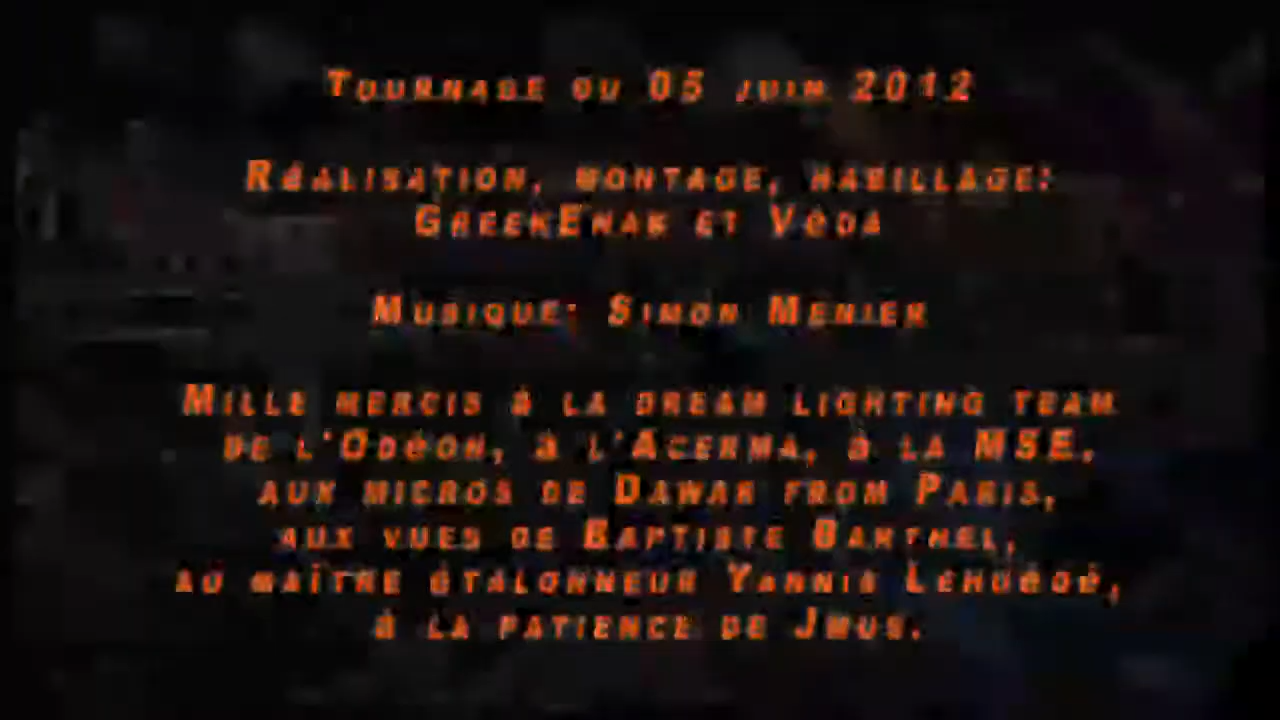 Tournage du 05 juin 2012
Réalisation, montage, habillage:
GreekEnak et Véda
Musique: Simon Menier
Mille mercis à la dream lighting team
de l'Odéon, à l'Acerma, à la MSE,
aux micros de Dawan from Paris,
aux vues de Baptiste Barthel,
au maître étalonneur Yannis
à la patience de